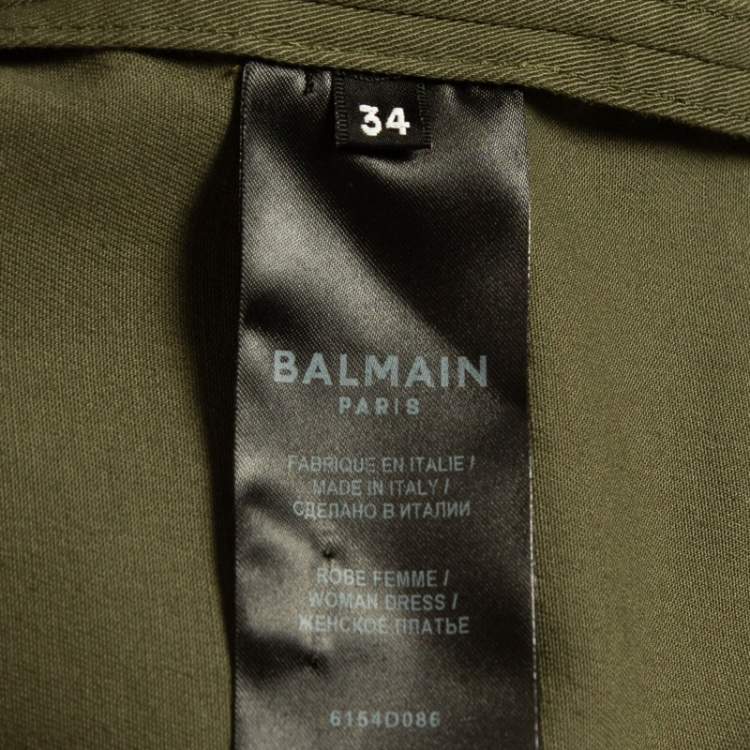 34
BALMAIN
PARIS
FABRIQUE EN ITALIE /
MADE IN ITALY /
СДЕЛАНО В ИТАЛИИ
ROBE FEMME /
WOMAN DRESS /
ЖЕНСКОЕ ПЛАТЬЕ
6154D086